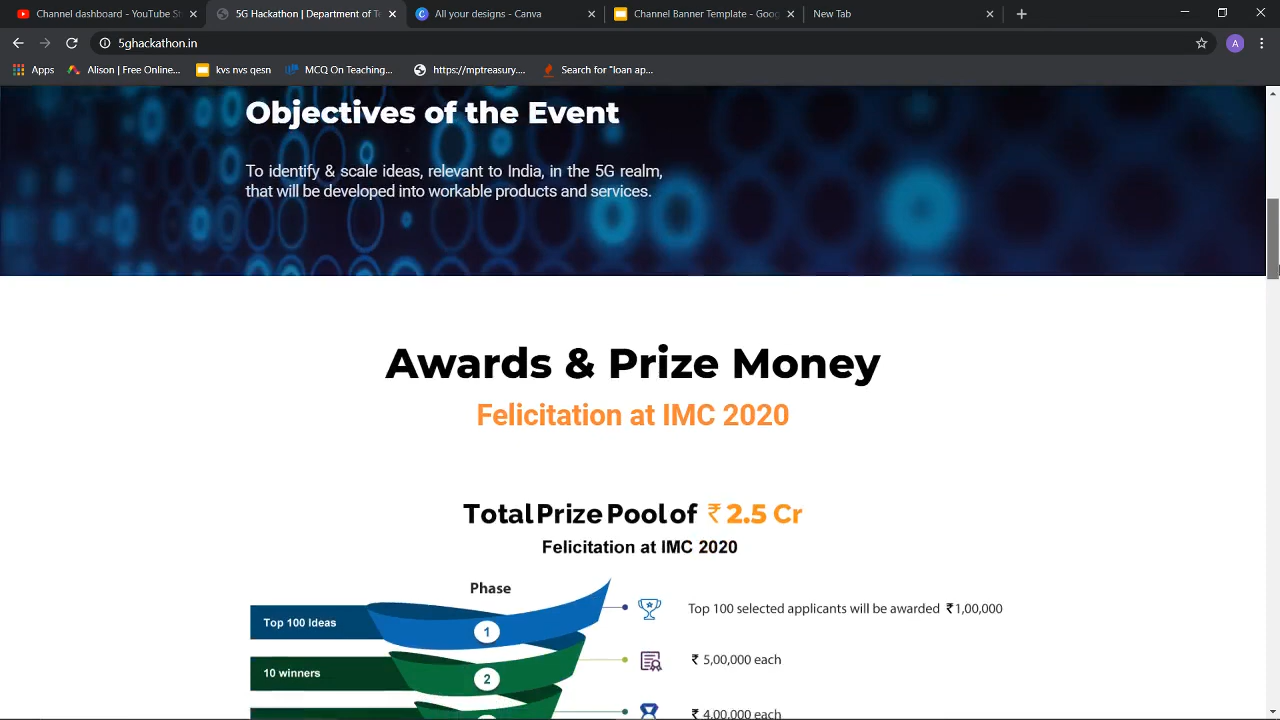 Channel dashboard - YouTube St
5G Hackathon | Department of Te
All your designs - Canva
Channel Banner Template - Goog
New Tab
5ghackathon.in
A
Apps
Alison | Free Online...
kvs nvs qesn
MCQ On Teaching...
https://mptreasury....
Search for "loan ap...
Objectives of the Event
To identify & scale ideas, relevant to India, in the 5G realm,
that will be developed into workable products and services.
Awards & Prize Money
Felicitation at IMC 2020
Total Prize Pool of ₹ 2.5 Cr
Felicitation at IMC 2020
Phase
Top 100 Ideas
1
Top 100 selected applicants will be awarded ₹1,00,000
10 winners
2
₹ 5,00,000 each
₹ 4,00,000 each